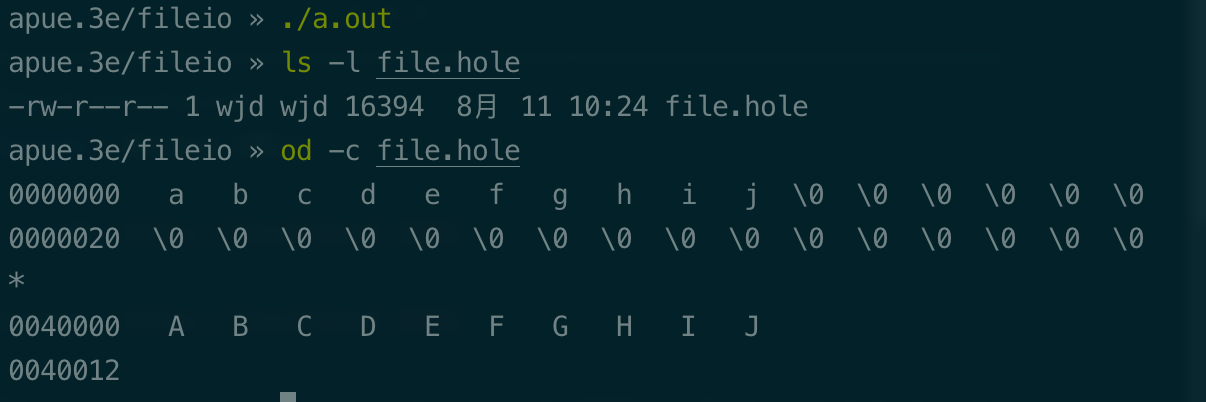 apue.3e/fileio » ./a.out
apue.3e/fileio » ls -l file.hole
-rw-r--r-- 1 wjd wjd 16394  8月  11 10:24 file.hole
apue.3e/fileio » od -c file.hole
0000000   a   b   c   d   e   f   g   h   i   j  \0  \0  \0  \0  \0  \0
0000020  \0  \0  \0  \0  \0  \0  \0  \0  \0  \0  \0  \0  \0  \0  \0  \0
*
0040000   A   B   C   D   E   F   G   H   I   J
0040012